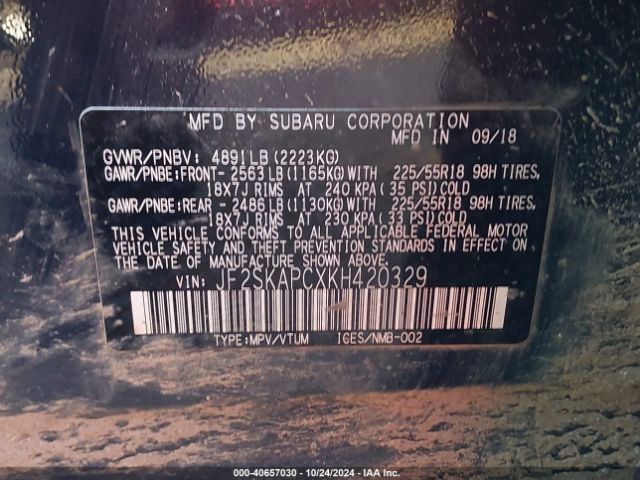 MFD BY SUBARU CORPORATION
MFD IN 09/18
GVWR/PNBV: 4891LB(2223KG)
GAWR/PNBE:FRONT- 2563LB(1165KG)WITH 225/55R18 98H TIRES,
18X7J RIMS AT 240 KPA(35 PSI)COLD
GAWR/PNBE:REAR - 2486LB(1130KG)WITH 225/55R18 98H TIRES,
18X7J RIMS AT 230 KPA(33 PSI)COLD
THIS VEHICLE CONFORMS TO ALL APPLICABLE FEDERAL MOTOR
VEHICLE SAFETY AND THEFT PREVENTION STANDARDS IN EFFECT ON
THE DATE OF MANUFACTURE SHOWN ABOVE.
VIN: JF2SKAPCXKH420329
TYPE:MPV/VTUM ICES/NMB-002
000-40657030 - 10/24/2024 - IAA Inc.